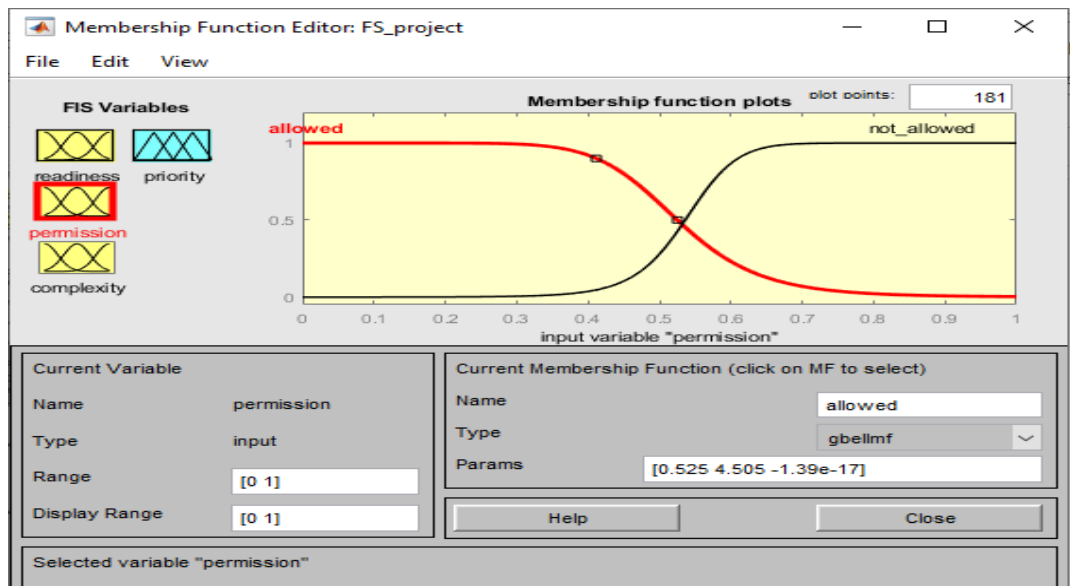 Membership Function Editor: FS_project
File Edit View
FIS Variables
readiness priority
permission
complexity
Membership function plots plot points: 181
allowed not_allowed
1
0.5
0
0 0.1 0.2 0.3 0.4 0.5 0.6 0.7 0.8 0.9 1
input variable "permission"
Current Variable
Name permission
Type input
Range [0 1]
Display Range [0 1]
Current Membership Function (click on MF to select)
Name allowed
Type gbellmf
Params [0.525 4.505 -1.39e-17]
Help Close
Selected variable "permission"